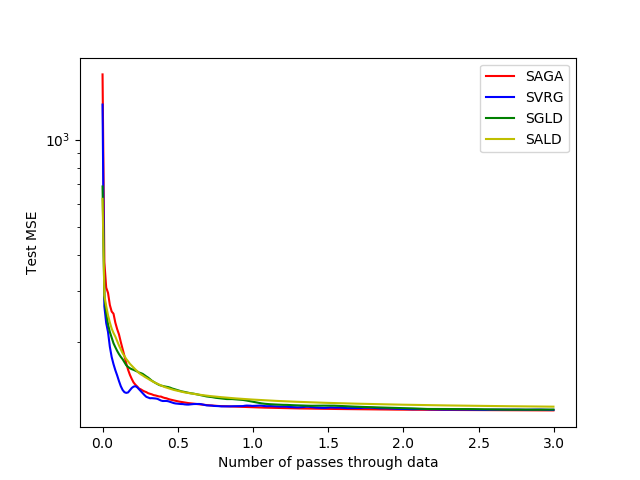 SAGA
SVRG
SGLD
SALD
10³
Test MSE
0.0 0.5 1.0 1.5 2.0 2.5 3.0
Number of passes through data